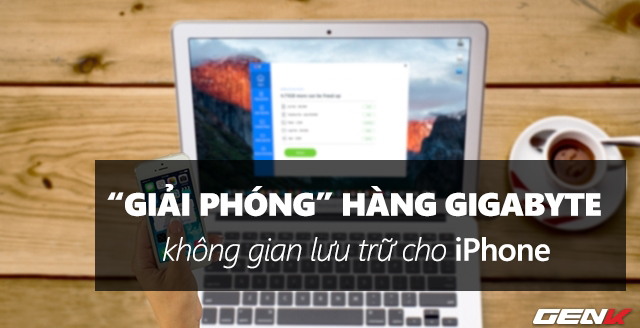 “GIẢI PHÓNG” HÀNG GIGABYTE
không gian lưu trữ cho iPhone
GENK